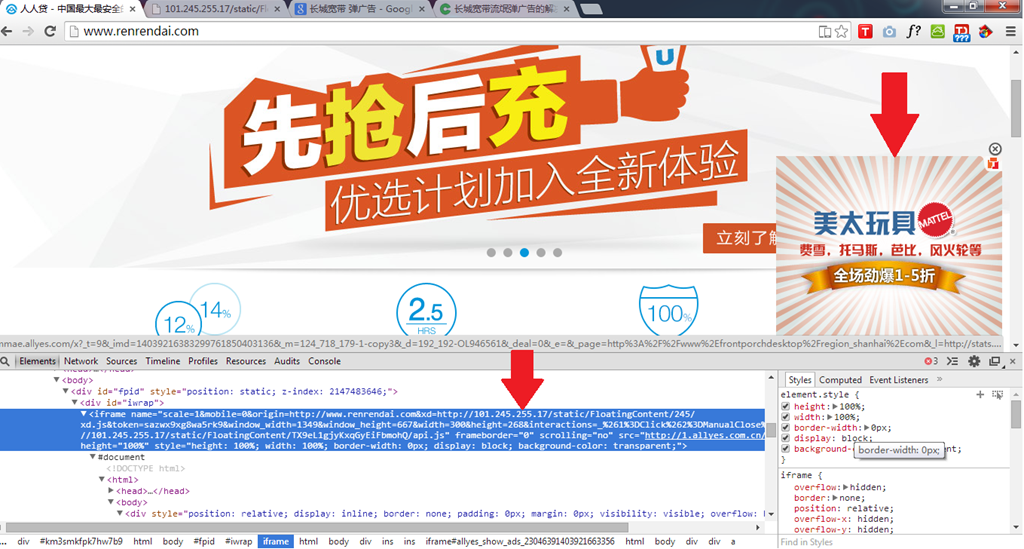 人人贷 - 中国最大最安全的
101.245.255.17/static/Fl
长城宽带 弹广告 - Goog
长城宽带流氓弹广告的解
www.renrendai.com
先抢后充
优选计划加入全新体验
立刻了解
美太玩具 MATTEL
费雪，托马斯，芭比，风火轮等
全场劲爆1-5折
14%
12%
2.5
HRS
100%
nmae.allyes.com/x?_t=9&_imd=14039216383299761850403136&_m=124_718_179-1-copy3&_d=192_192-OL946561&_deal=0&_e=&_page=http%3A%2F%2Fwww%2Efrontporchdesktop%2Eregion_shanhai%2Ecom&_l=http://stats....
Elements Network Sources Timeline Profiles Resources Audits Console
3
▼<body>
▼<div id="fpid" style="position: static; z-index: 2147483646;">
▼<div id="iwrap">
▼<iframe name="scale=1&mobile=0&origin=http://www.renrendai.com&xd=http://101.245.255.17/static/FloatingContent/245/
xd.js&token=sazwx9xg8wa5rk9&window_width=1349&window_height=667&width=300&height=268&interactions=_%261%3DClick%262%3DManualClose%
//101.245.255.17/static/FloatingContent/TX9eL1gjyKxqGyEifFbmohQ/api.js" frameborder="0" scrolling="no" src="http://1.allyes.com.cn/
height="100%" style="height: 100%; width: 100%; border-width: 0px; display: block; background-color: transparent;">
▼#document
<!DOCTYPE html>
▼<html>
▶<head>…</head>
▼<body>
▼<div style="position: relative; display: inline; border: none; padding: 0px; margin: 0px; visibility: visible; overflow:
... div #km3smkfpk7hw7b9 html body #fpid #iwrap iframe html body div ins ins iframe#allyes_show_ads_23046391403921663356 html body div div a
Styles Computed Event Listeners »
element.style {
height: 100%;
width: 100%;
border-width: 0px;
display: block;
background-
border-width: 0px;
ent;
}
iframe {
overflow: hidden;
border: none;
position: relative;
overflow-x: hidden;
overflow-y: hidden;
Find in Styles